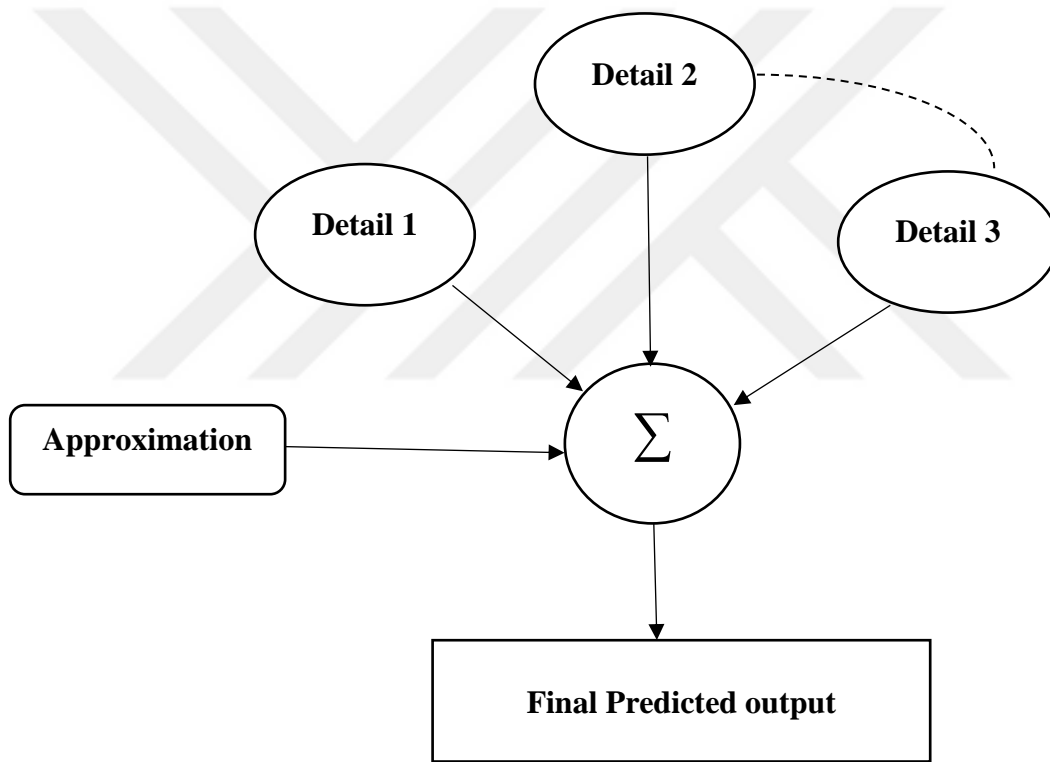 Detail 2
Detail 1
Detail 3
Approximation
∑
Final Predicted output